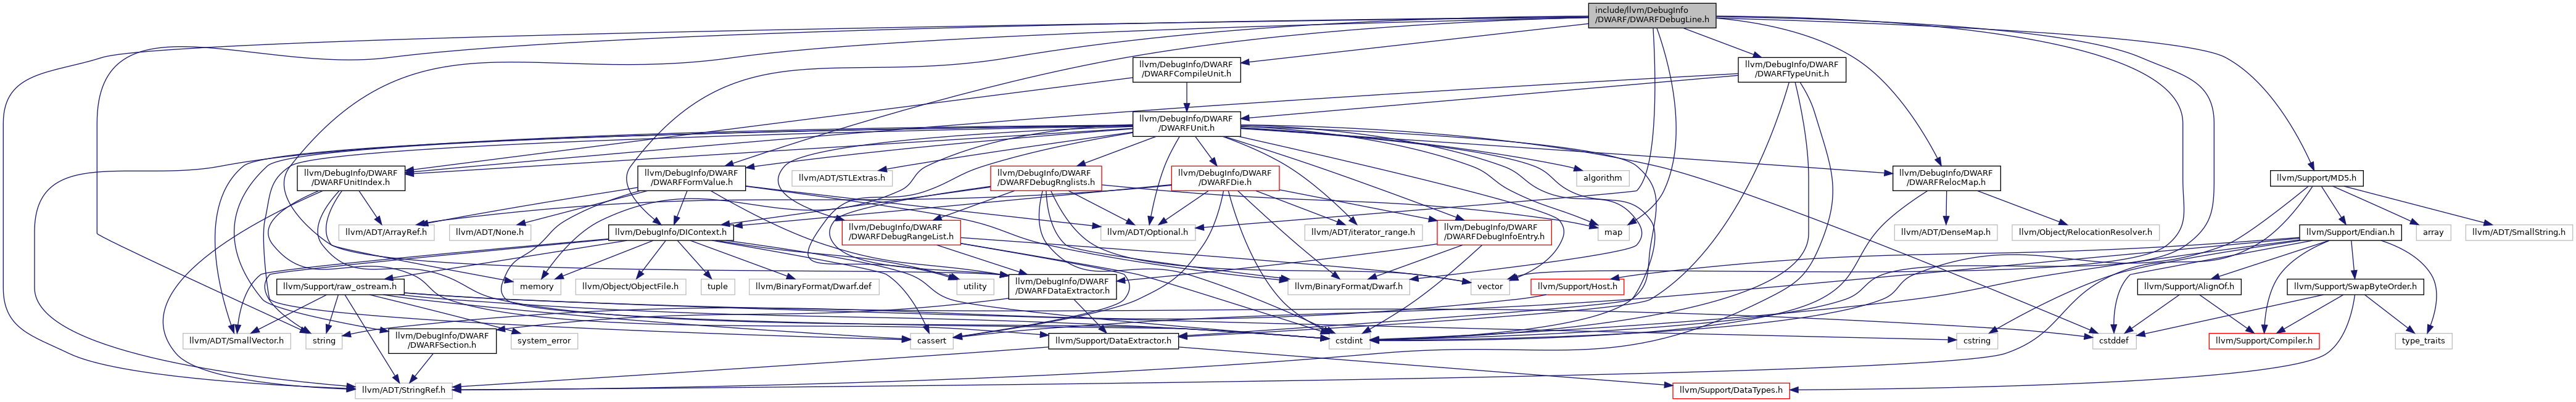 include/llvm/DebugInfo
/DWARF/DWARFDebugLine.h
llvm/DebugInfo/DWARF
/DWARFCompileUnit.h
llvm/DebugInfo/DWARF
/DWARFTypeUnit.h
llvm/DebugInfo/DWARF
/DWARFUnit.h
llvm/DebugInfo/DWARF
/DWARFUnitIndex.h
llvm/DebugInfo/DWARF
/DWARFFormValue.h
llvm/ADT/STLExtras.h
llvm/DebugInfo/DWARF
/DWARFDebugRnglists.h
llvm/DebugInfo/DWARF
/DWARFDie.h
algorithm
llvm/DebugInfo/DWARF
/DWARFRelocMap.h
llvm/Support/MD5.h
llvm/ADT/ArrayRef.h
llvm/ADT/None.h
llvm/DebugInfo/DIContext.h
llvm/DebugInfo/DWARF
/DWARFDebugRangeList.h
llvm/ADT/Optional.h
llvm/ADT/iterator_range.h
llvm/DebugInfo/DWARF
/DWARFDebugInfoEntry.h
map
llvm/ADT/DenseMap.h
llvm/Object/RelocationResolver.h
llvm/Support/Endian.h
array
llvm/ADT/SmallString.h
llvm/Support/raw_ostream.h
memory
llvm/Object/ObjectFile.h
tuple
llvm/BinaryFormat/Dwarf.def
utility
llvm/DebugInfo/DWARF
/DWARFDataExtractor.h
llvm/BinaryFormat/Dwarf.h
vector
llvm/Support/Host.h
llvm/Support/AlignOf.h
llvm/Support/SwapByteOrder.h
llvm/ADT/SmallVector.h
string
llvm/DebugInfo/DWARF
/DWARFSection.h
system_error
cassert
llvm/Support/DataExtractor.h
cstdint
cstring
cstddef
llvm/Support/Compiler.h
type_traits
llvm/ADT/StringRef.h
llvm/Support/DataTypes.h